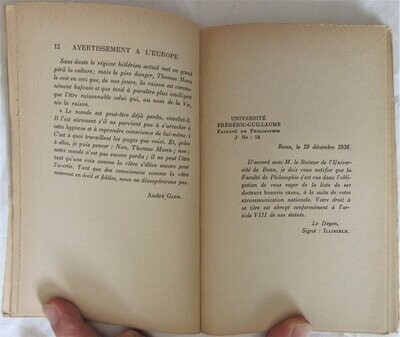 12 AVERTISSEMENT A L'EUROPE
Sans doute le régime hitlérien actuel met en grand
péril la culture; mais le pire danger, Thomas Mann
le voit en ceci que, de nos jours, la raison est com-
munément bafouée et que tend à paraître plus intelligent
que l'être raisonnable celui qui, au nom de la Vie,
nia la raison.
« Le monde est peut-être déjà perdu, conclut-il.
Il l'est sûrement s'il ne parvient pas à s'arracher à
cette hypnose et à reprendre conscience de lui-même. »
C'est à quoi travaillent les pages que voici. Et, grâce
à elles, je puis penser : Non, Thomas Mann; non,
notre monde n'est pas encore perdu; il ne peut l'être
tant qu'une voix comme la vôtre élève encore pour
l'avertir. Tant que des consciences comme la vôtre
resteront en éveil et fidèles, nous ne désespérerons pas.
André Gide.
UNIVERSITÉ
FRÉDÉRIC-GUILLAUME
Faculté de Philosophie
J No : 58
Bonn, le 19 décembre 1936.
D'accord avec M. le Recteur de l'Univer-
sité de Bonn, je dois vous notifier que la
Faculté de Philosophie s'est vue dans l'obli-
gation de vous rayer de la liste de ses
docteurs honoris causa, à la suite de votre
excommunication nationale. Votre droit à
ce titre est abrogé conformément à l'ar-
ticle VIII de nos statuts.
Le Doyen,
Signé : Illisible.